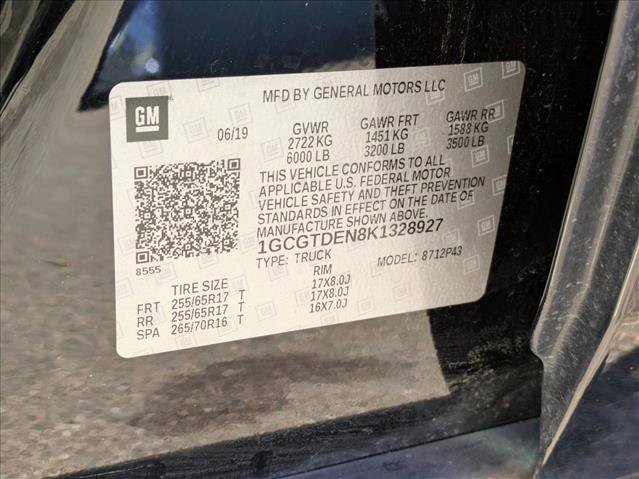 MFD BY GENERAL MOTORS LLC
GM
06/19
GVWR GAWR FRT GAWR RR
2722 KG 1451 KG 1588 KG
6000 LB 3200 LB 3500 LB
THIS VEHICLE CONFORMS TO ALL
APPLICABLE U.S. FEDERAL MOTOR
VEHICLE SAFETY AND THEFT PREVENTION
STANDARDS IN EFFECT ON THE DATE OF
MANUFACTURE SHOWN ABOVE.
1GCGTDEN8K1328927
8555
TYPE: TRUCK MODEL: 8712P43
TIRE SIZE RIM
FRT 255/65R17 T 17X8.0J
RR 255/65R17 T 17X8.0J
SPA 265/70R16 T 16X7.0J